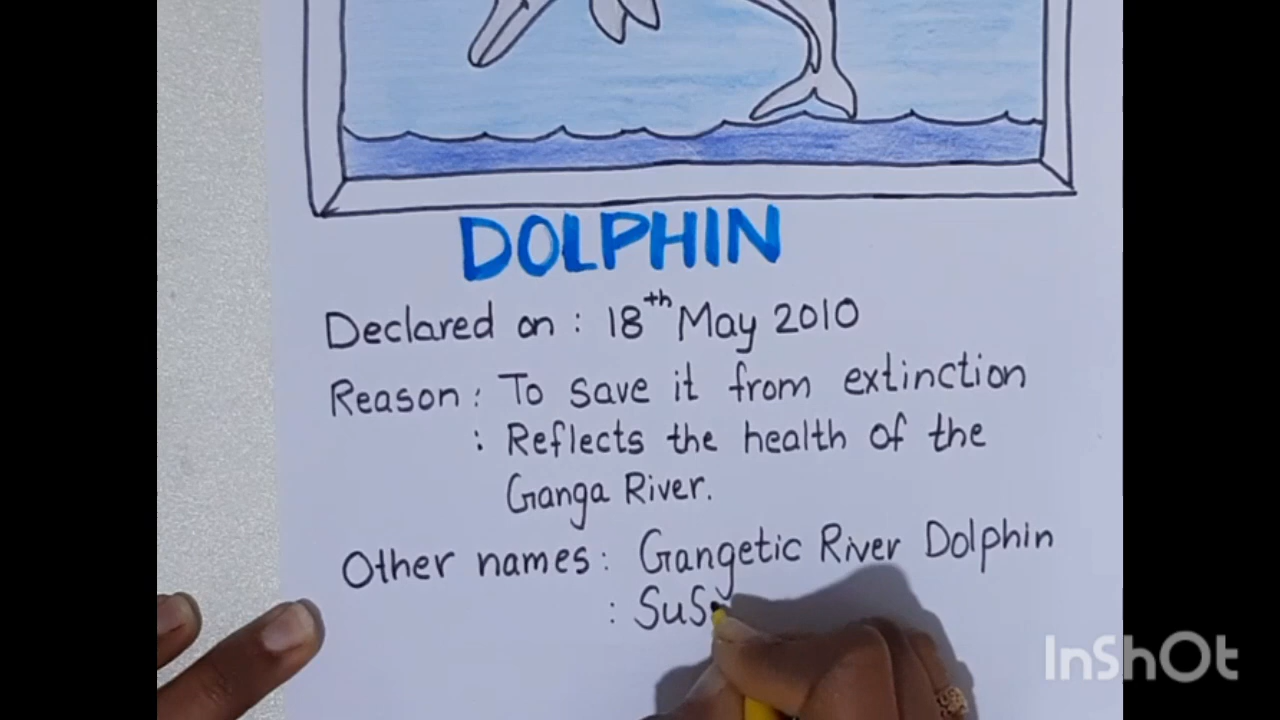 DOLPHIN
Declared on : 18th May 2010
Reason : To save it from extinction
: Reflects the health of the
Ganga River.
Other names : Gangetic River Dolphin
: SuS
InShOt